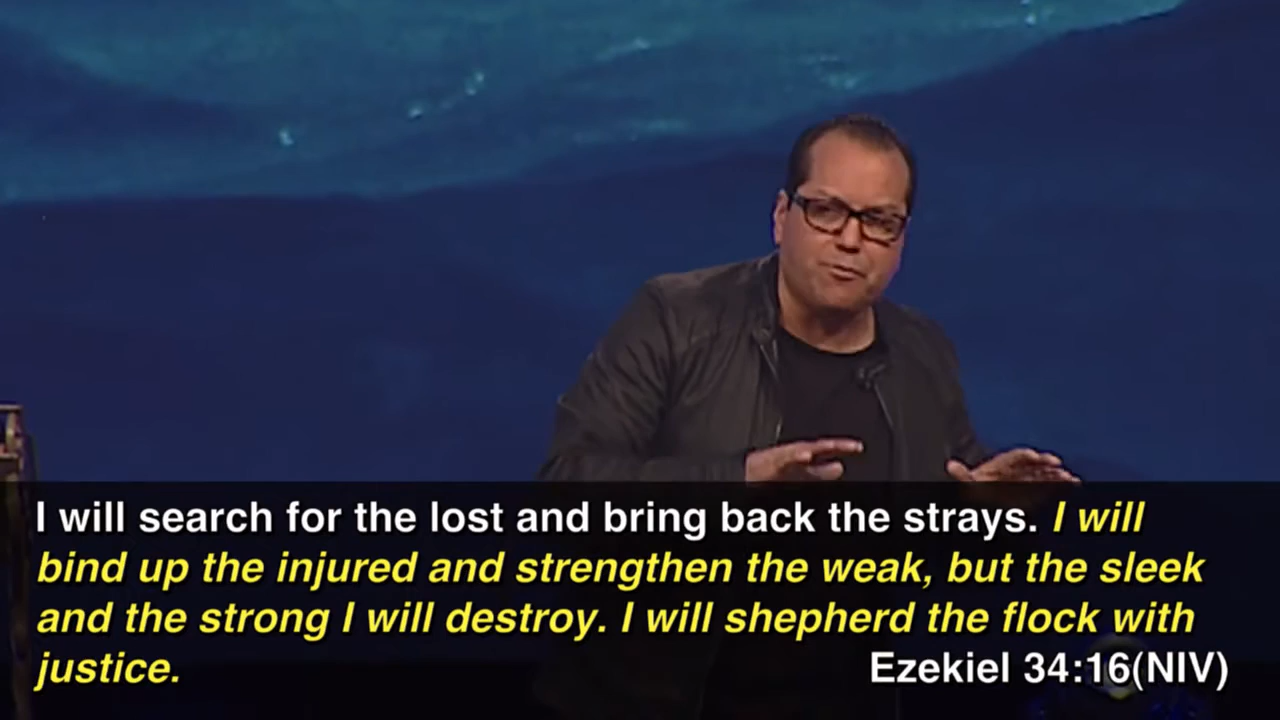 I will search for the lost and bring back the strays. I will
bind up the injured and strengthen the weak, but the sleek
and the strong I will destroy. I will shepherd the flock with
justice.
Ezekiel 34:16(NIV)